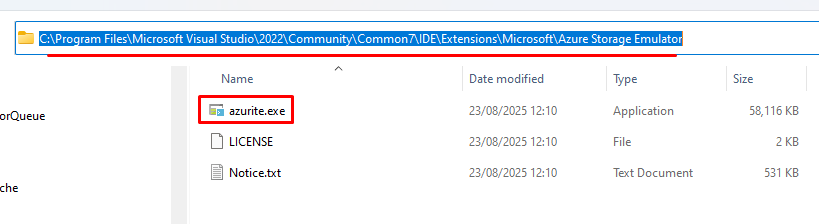 C:\Program Files\Microsoft Visual Studio\2022\Community\Common7\IDE\Extensions\Microsoft\Azure Storage Emulator
Name Date modified Type Size
orQueue azurite.exe 23/08/2025 12:10 Application 58,116 KB
LICENSE 23/08/2025 12:10 File 2 KB
Notice.txt 23/08/2025 12:10 Text Document 531 KB
che